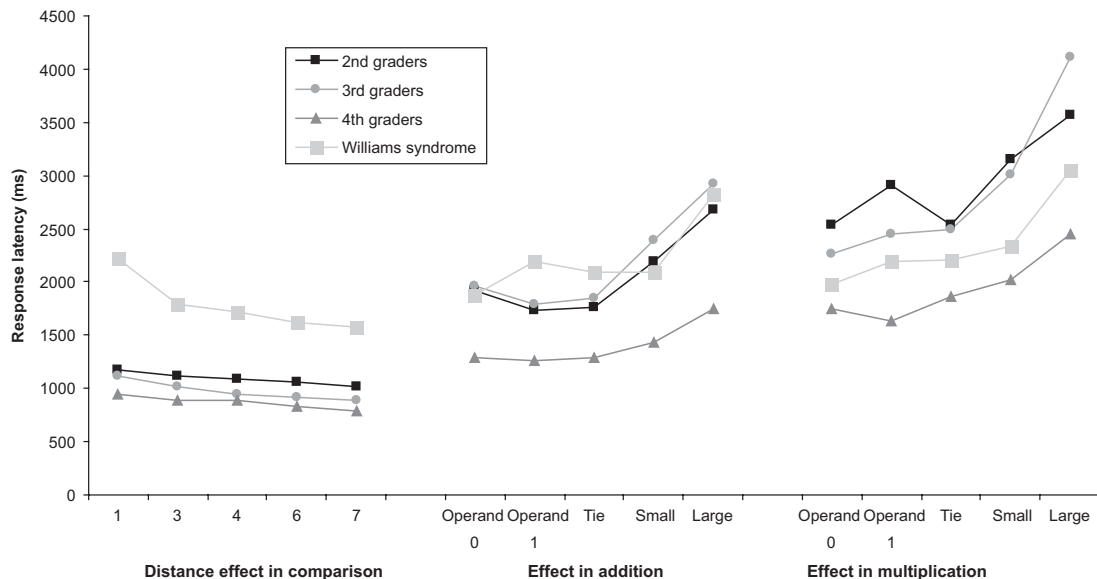 4500
4000
3500
3000
2500
2000
1500
1000
500
0
Response latency (ms)
2nd graders
3rd graders
4th graders
Williams syndrome
1 3 4 6 7 Operand Operand Tie Small Large Operand Operand Tie Small Large
0 1 0 1
Distance effect in comparison Effect in addition Effect in multiplication